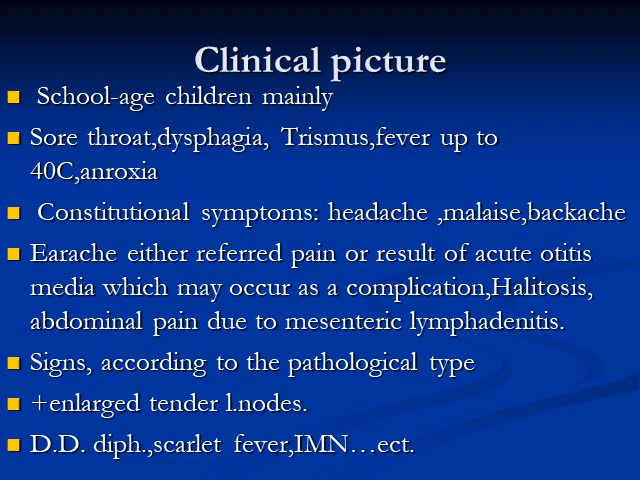 Clinical picture
School-age children mainly
Sore throat,dysphagia, Trismus,fever up to
40C,anroxia
Constitutional symptoms: headache ,malaise,backache
Earache either referred pain or result of acute otitis
media which may occur as a complication,Halitosis,
abdominal pain due to mesenteric lymphadenitis.
Signs, according to the pathological type
+enlarged tender l.nodes.
D.D. diph.,scarlet fever,IMN…ect.